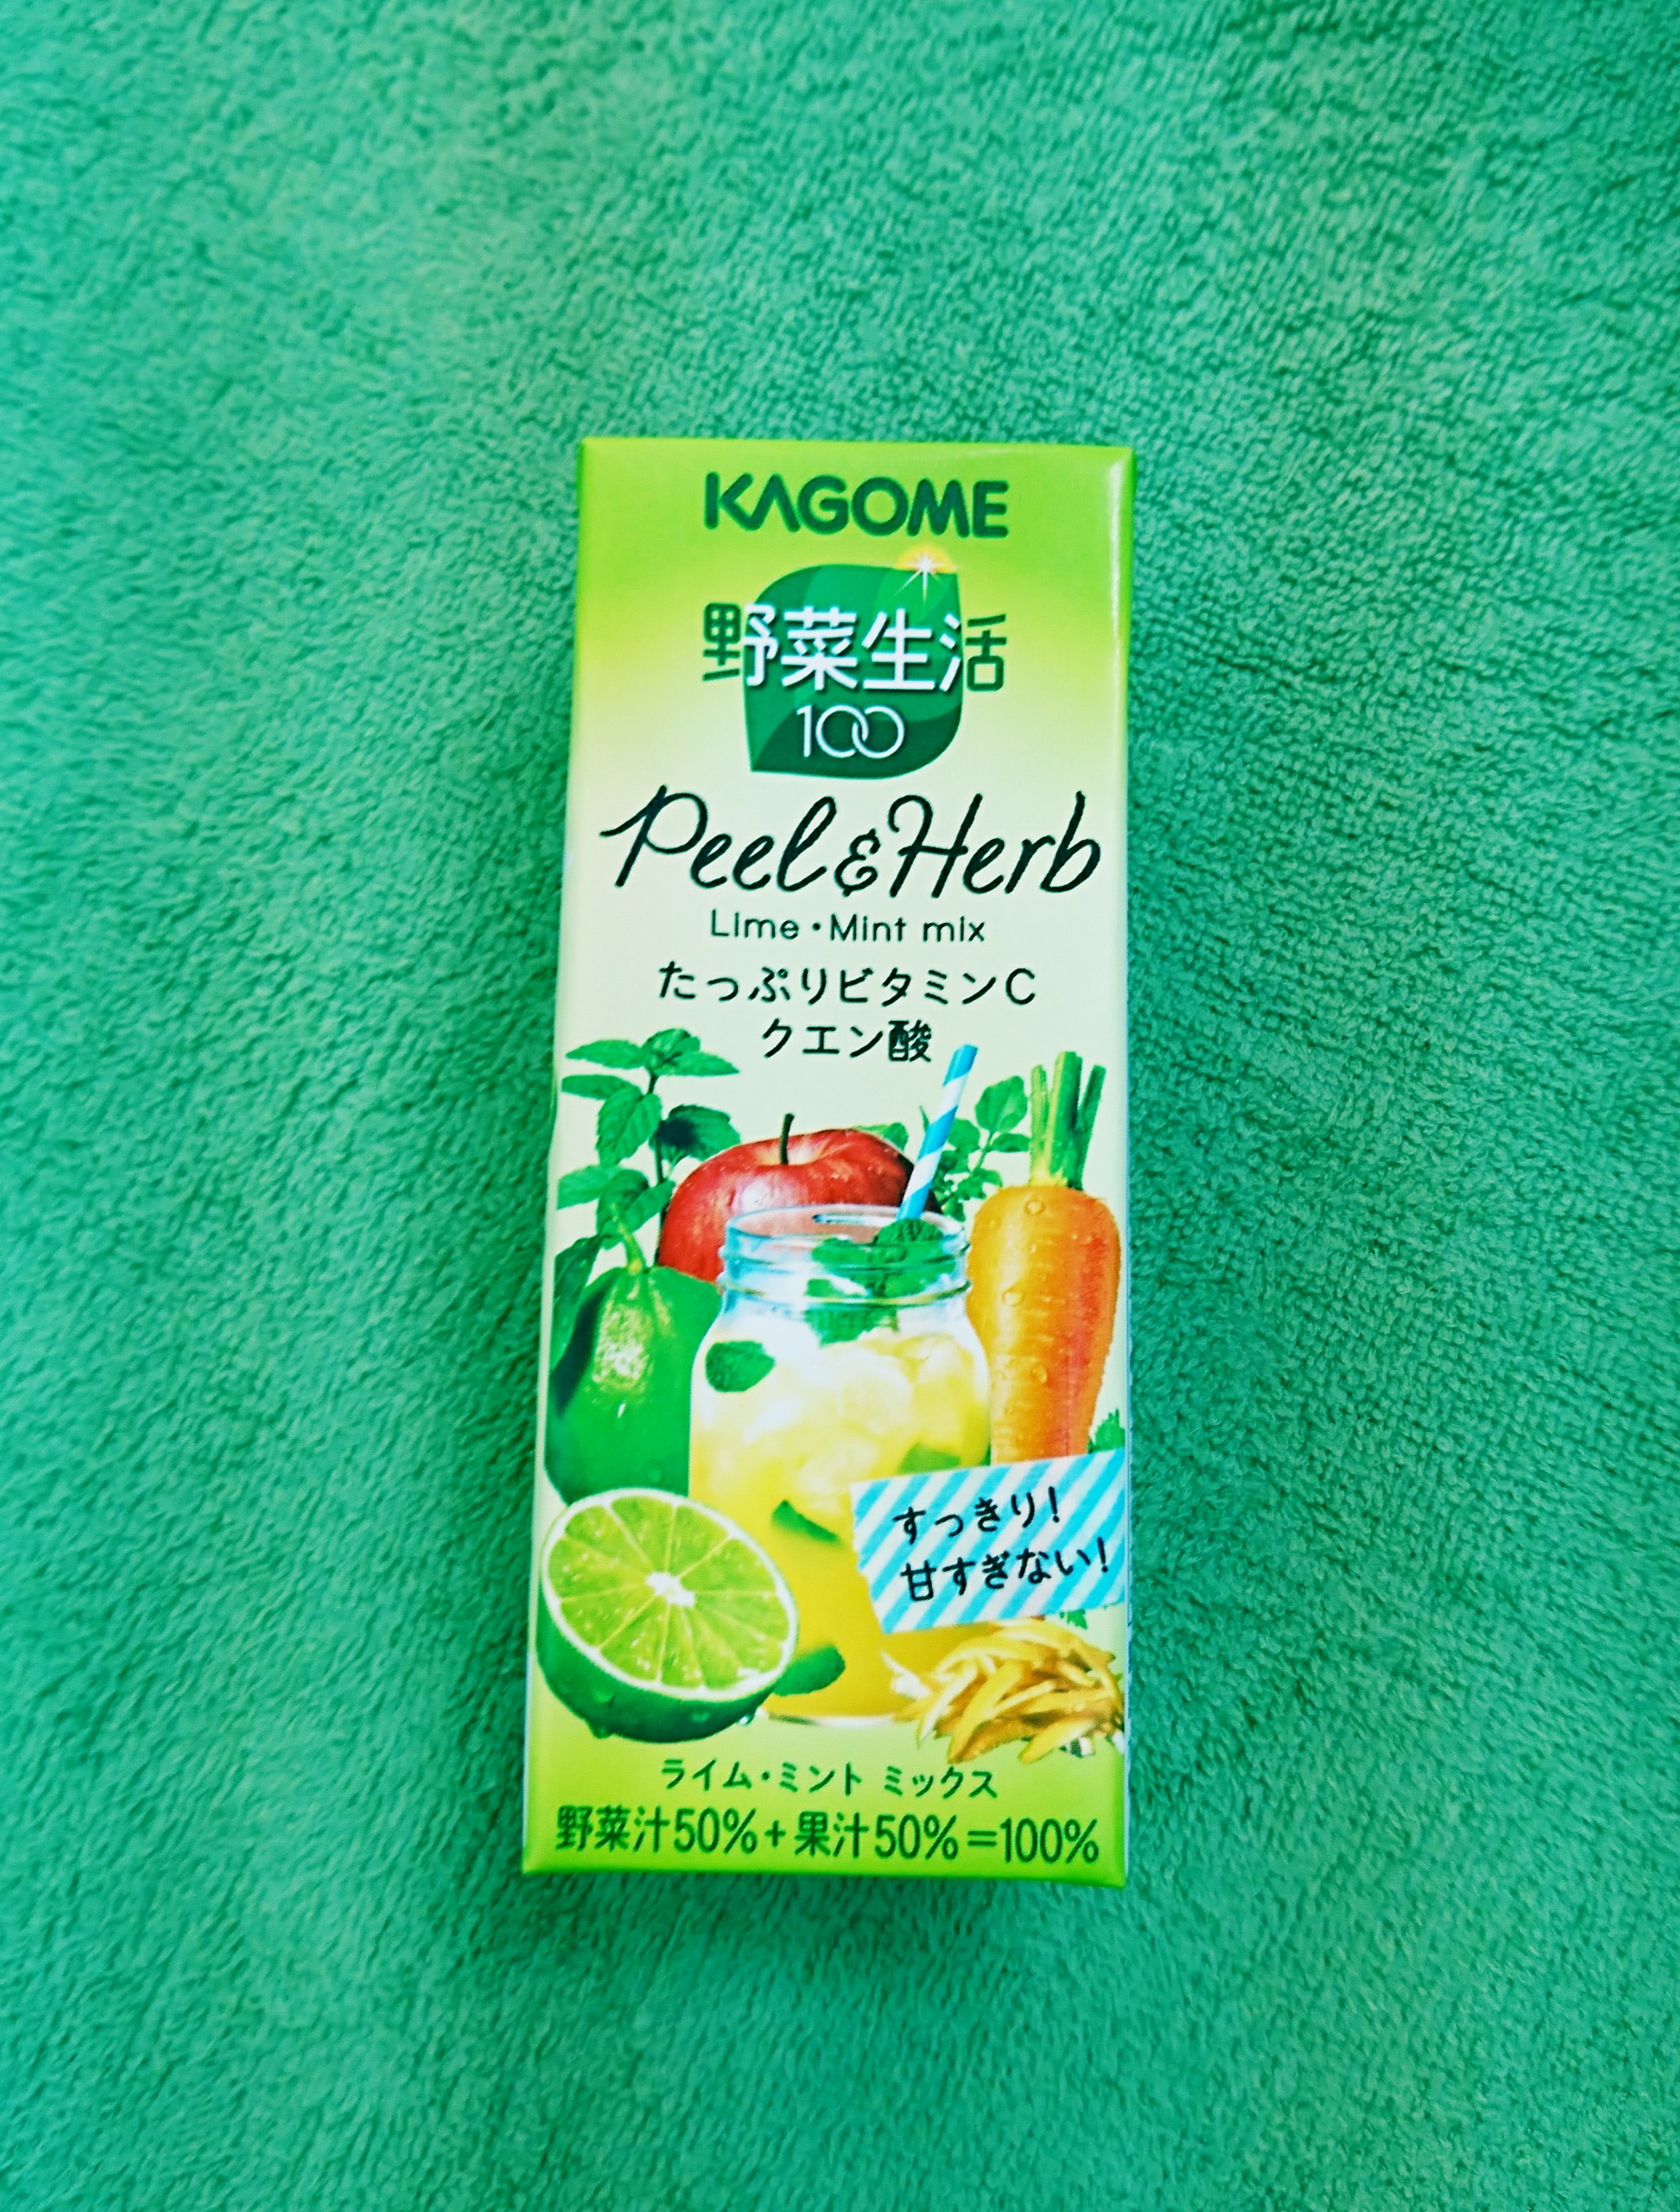 KAGOME
野菜生活
100
Peel & Herb
Lime・Mint mix
たっぷりビタミンC
クエン酸
すっきり!
甘すぎない!
ライム・ミント ミックス
野菜汁50%+果汁50%=100%